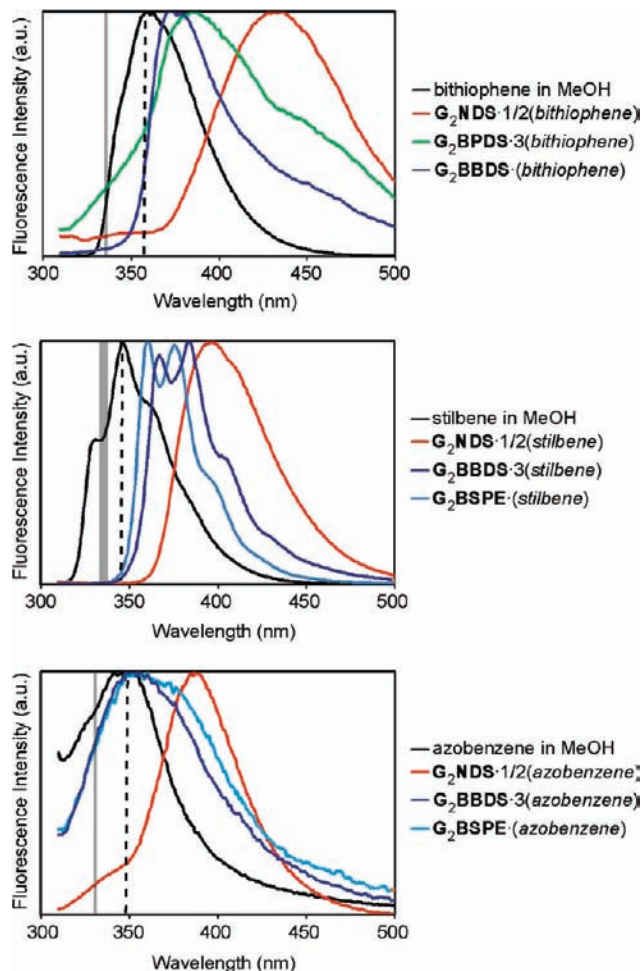 Fluorescence Intensity (a.u.)
300 350 400 450 500
Wavelength (nm)
bithiophene in MeOH
G2NDS·1/2(bithiophene)
G2BPDS·3(bithiophene)
G2BBDS·(bithiophene)
Fluorescence Intensity (a.u.)
300 350 400 450 500
Wavelength (nm)
stilbene in MeOH
G2NDS·1/2(stilbene)
G2BBDS·3(stilbene)
G2BSPE·(stilbene)
Fluorescence Intensity (a.u.)
300 350 400 450 500
Wavelength (nm)
azobenzene in MeOH
G2NDS·1/2(azobenzene)
G2BBDS·3(azobenzene)
G2BSPE·(azobenzene)